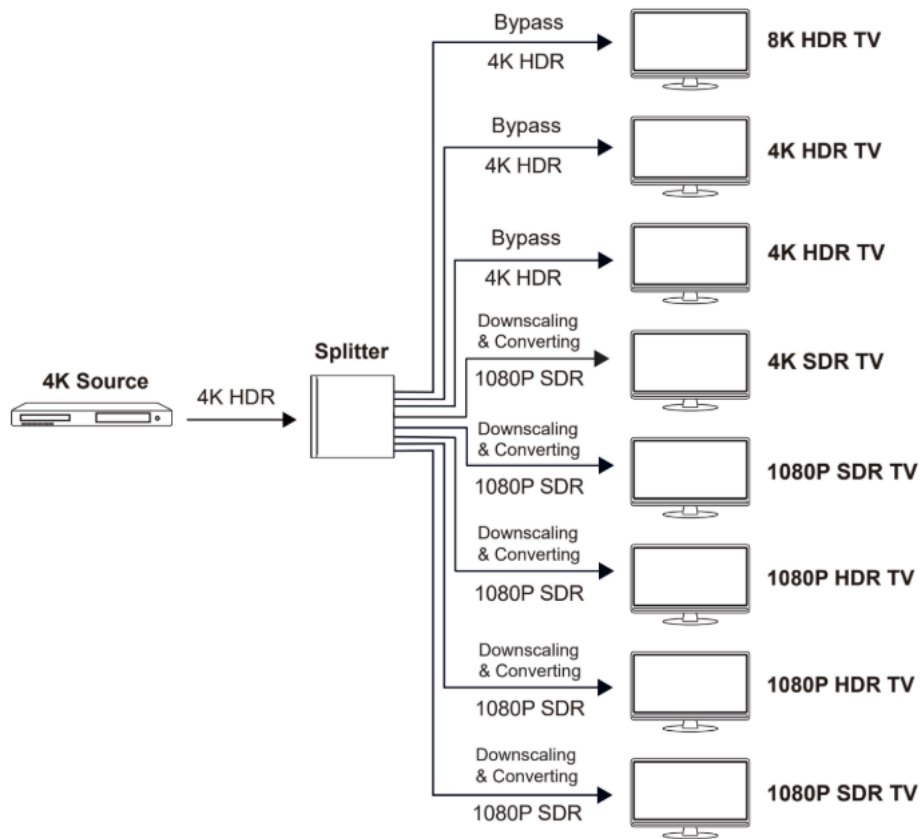 Bypass
4K HDR
8K HDR TV
Bypass
4K HDR
4K HDR TV
Bypass
4K HDR
4K HDR TV
Downscaling
& Converting
1080P SDR
4K SDR TV
Splitter
4K Source
4K HDR
Downscaling
& Converting
1080P SDR
1080P SDR TV
Downscaling
& Converting
1080P SDR
1080P HDR TV
Downscaling
& Converting
1080P SDR
1080P HDR TV
Downscaling
& Converting
1080P SDR
1080P SDR TV